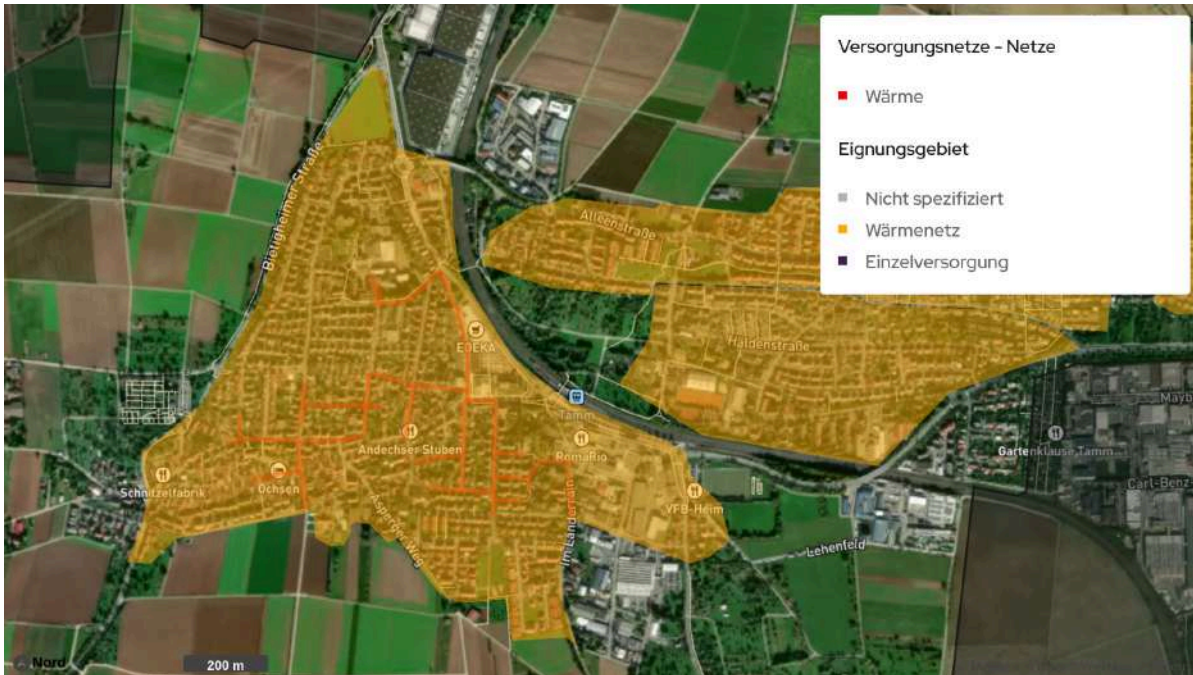 Versorgungsnetze - Netze
Wärme
Eignungsgebiet
Nicht spezifiziert
Wärmenetz
Einzelversorgung
Bietigheimer Straße
Alleenstraße
Haldenstraße
EDEKA
Tamm
RomaRio
Andechser Stuben
Gartenklause Tamm
Schnitzelfabrik
Ochsen
Asperger Weg
Im Länderrain
VFB-Heim
Carl-Benz-
Lehenfeld
Nord
200 m